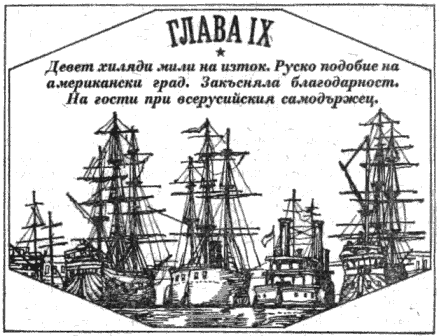 ГЛАВА IX
★
Девет хиляди мили на изток. Руско подобие на
американски град. Закъсняла благодарност.
На гости при всерусийския самодържец.